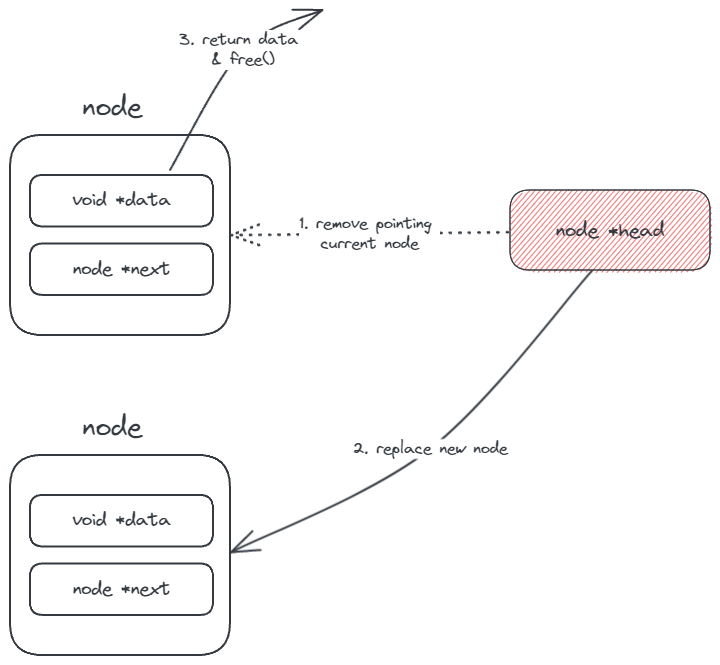 3. return data
& free()
node
void *data
node *next
1. remove pointing
current node
node *head
2. replace new node
node
void *data
node *next